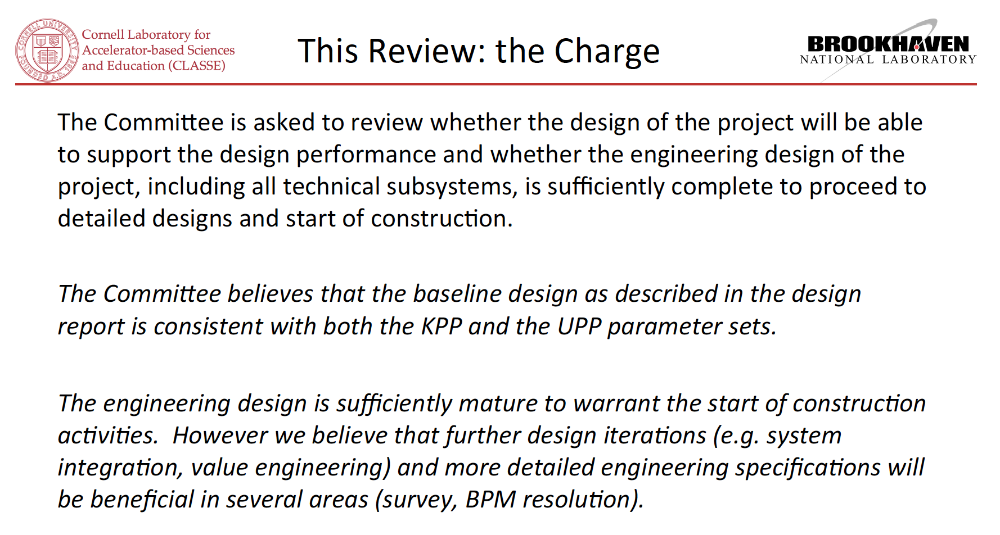 CORNELL UNIVERSITY
FOUNDED A.D. 1865
Cornell Laboratory for
Accelerator-based Sciences
and Education (CLASSE)
This Review: the Charge
BROOKHAVEN
NATIONAL LABORATORY
The Committee is asked to review whether the design of the project will be able
to support the design performance and whether the engineering design of the
project, including all technical subsystems, is sufficiently complete to proceed to
detailed designs and start of construction.
The Committee believes that the baseline design as described in the design
report is consistent with both the KPP and the UPP parameter sets.
The engineering design is sufficiently mature to warrant the start of construction
activities.  However we believe that further design iterations (e.g. system
integration, value engineering) and more detailed engineering specifications will
be beneficial in several areas (survey, BPM resolution).